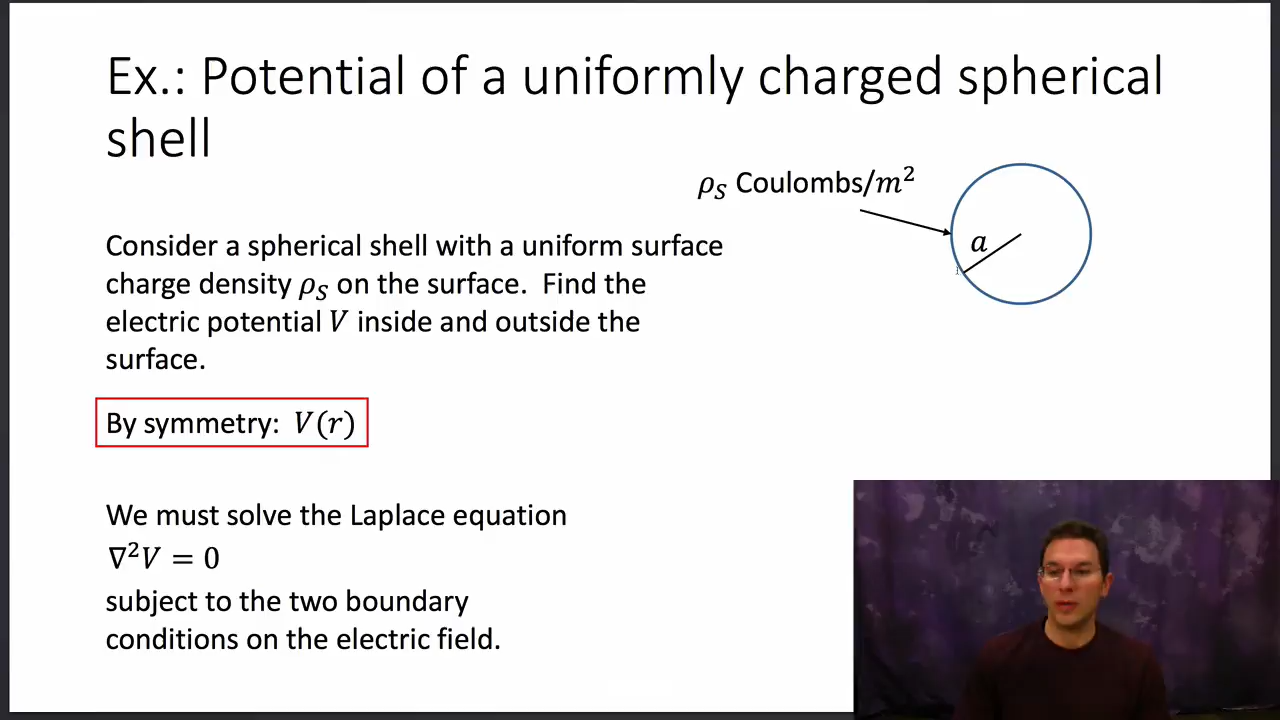 Ex.: Potential of a uniformly charged spherical
shell
ρ_S Coulombs/m²
a
Consider a spherical shell with a uniform surface
charge density ρ_S on the surface. Find the
electric potential V inside and outside the
surface.
By symmetry: V(r)
We must solve the Laplace equation
∇²V = 0
subject to the two boundary
conditions on the electric field.